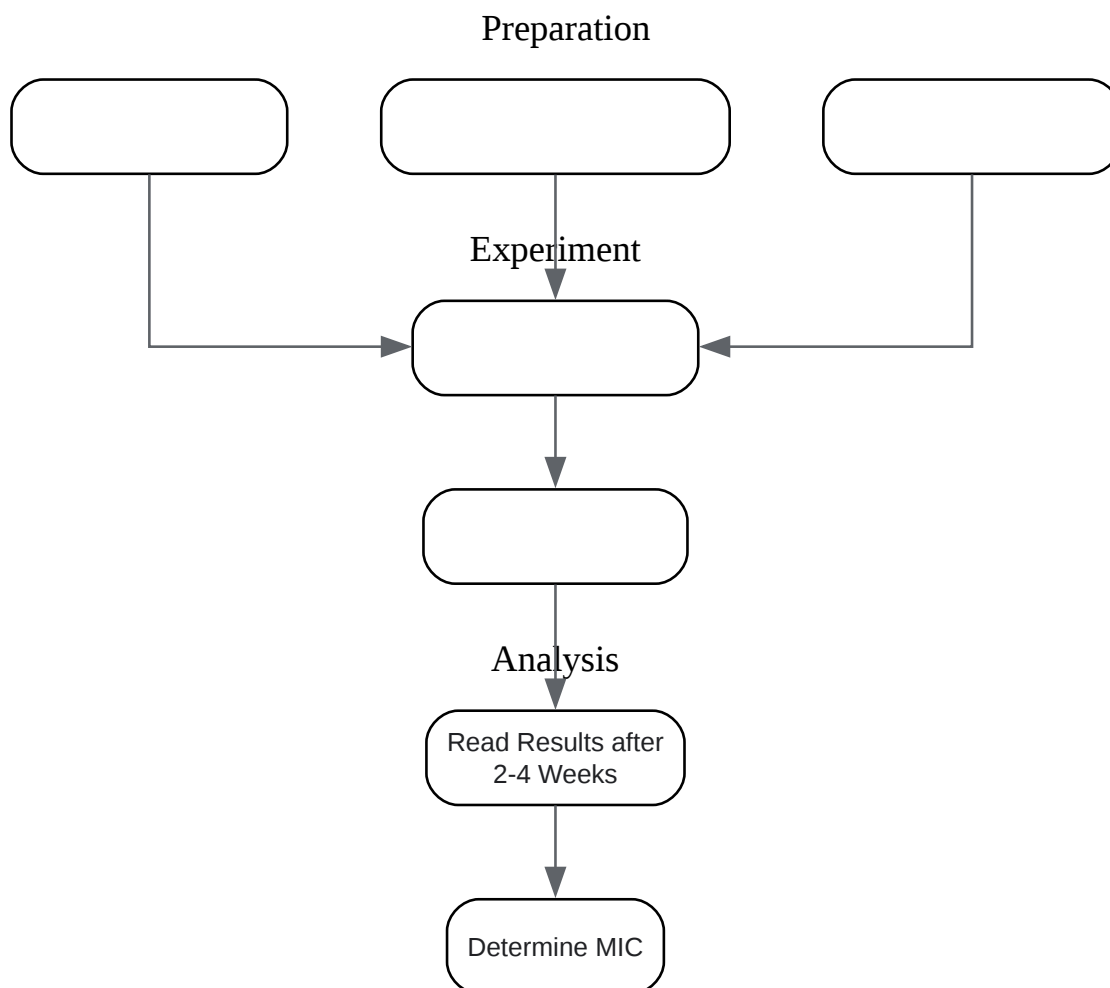 Preparation
Experiment
Analysis
Read Results after
2-4 Weeks
Determine MIC